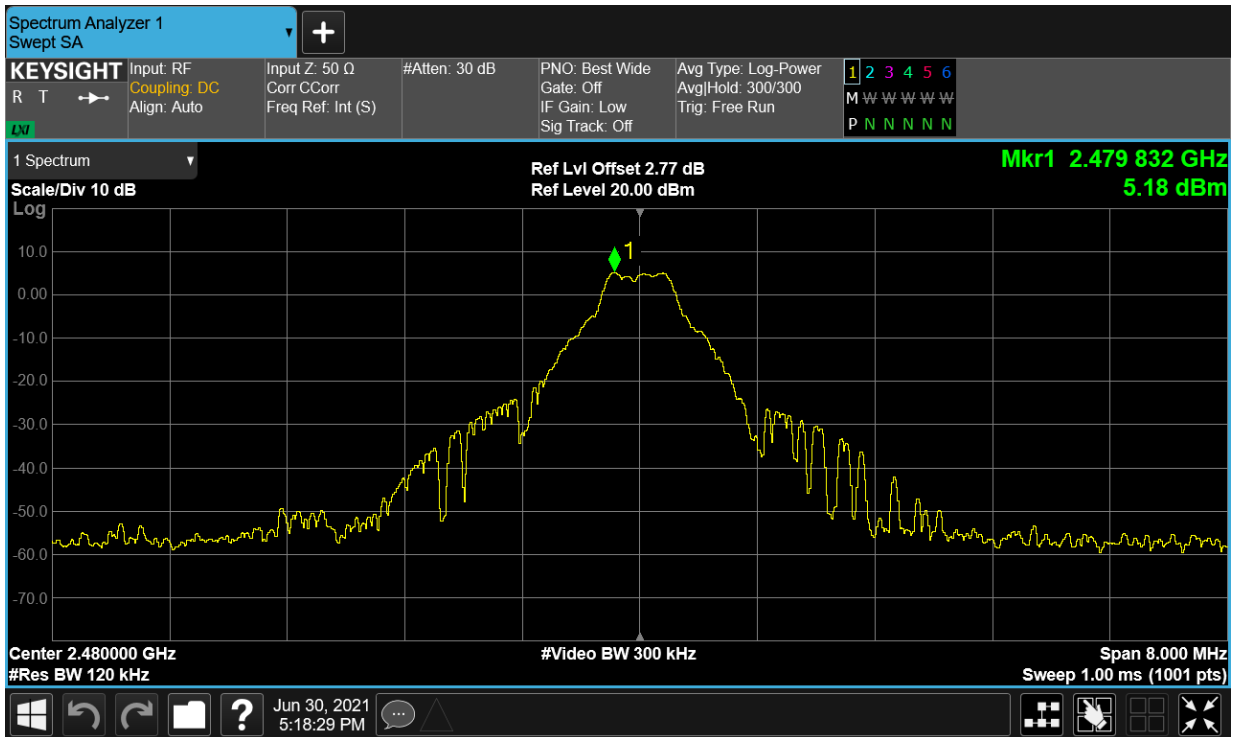 Spectrum Analyzer 1
Swept SA
+
KEYSIGHT
R T
LXI
Input: RF
Coupling: DC
Align: Auto
Input Z: 50 Ω
Corr CCorr
Freq Ref: Int (S)
#Atten: 30 dB
PNO: Best Wide
Gate: Off
IF Gain: Low
Sig Track: Off
Avg Type: Log-Power
Avg|Hold: 300/300
Trig: Free Run
1 2 3 4 5 6
M W W W W W
P N N N N N
1 Spectrum
Scale/Div 10 dB
Log
Ref Lvl Offset 2.77 dB
Ref Level 20.00 dBm
Mkr1 2.479 832 GHz
5.18 dBm
1
10.0
0.00
-10.0
-20.0
-30.0
-40.0
-50.0
-60.0
-70.0
Center 2.480000 GHz
#Res BW 120 kHz
#Video BW 300 kHz
Span 8.000 MHz
Sweep 1.00 ms (1001 pts)
?
Jun 30, 2021
5:18:29 PM